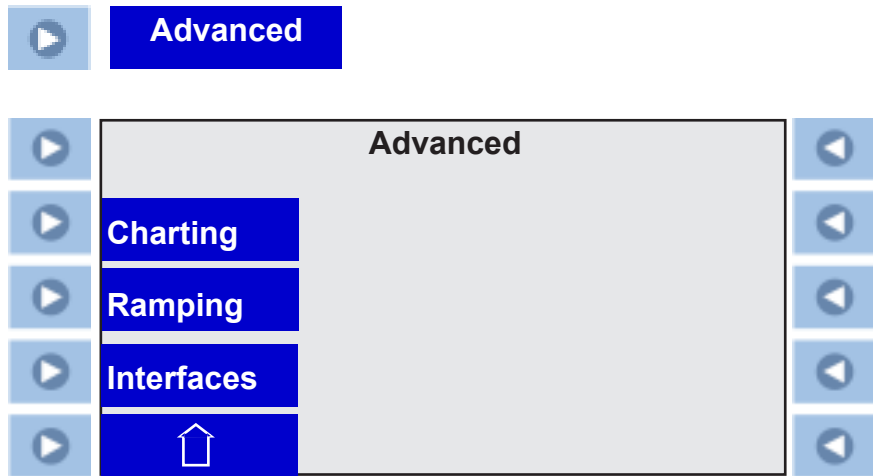 Advanced
Advanced
Charting
Ramping
Interfaces